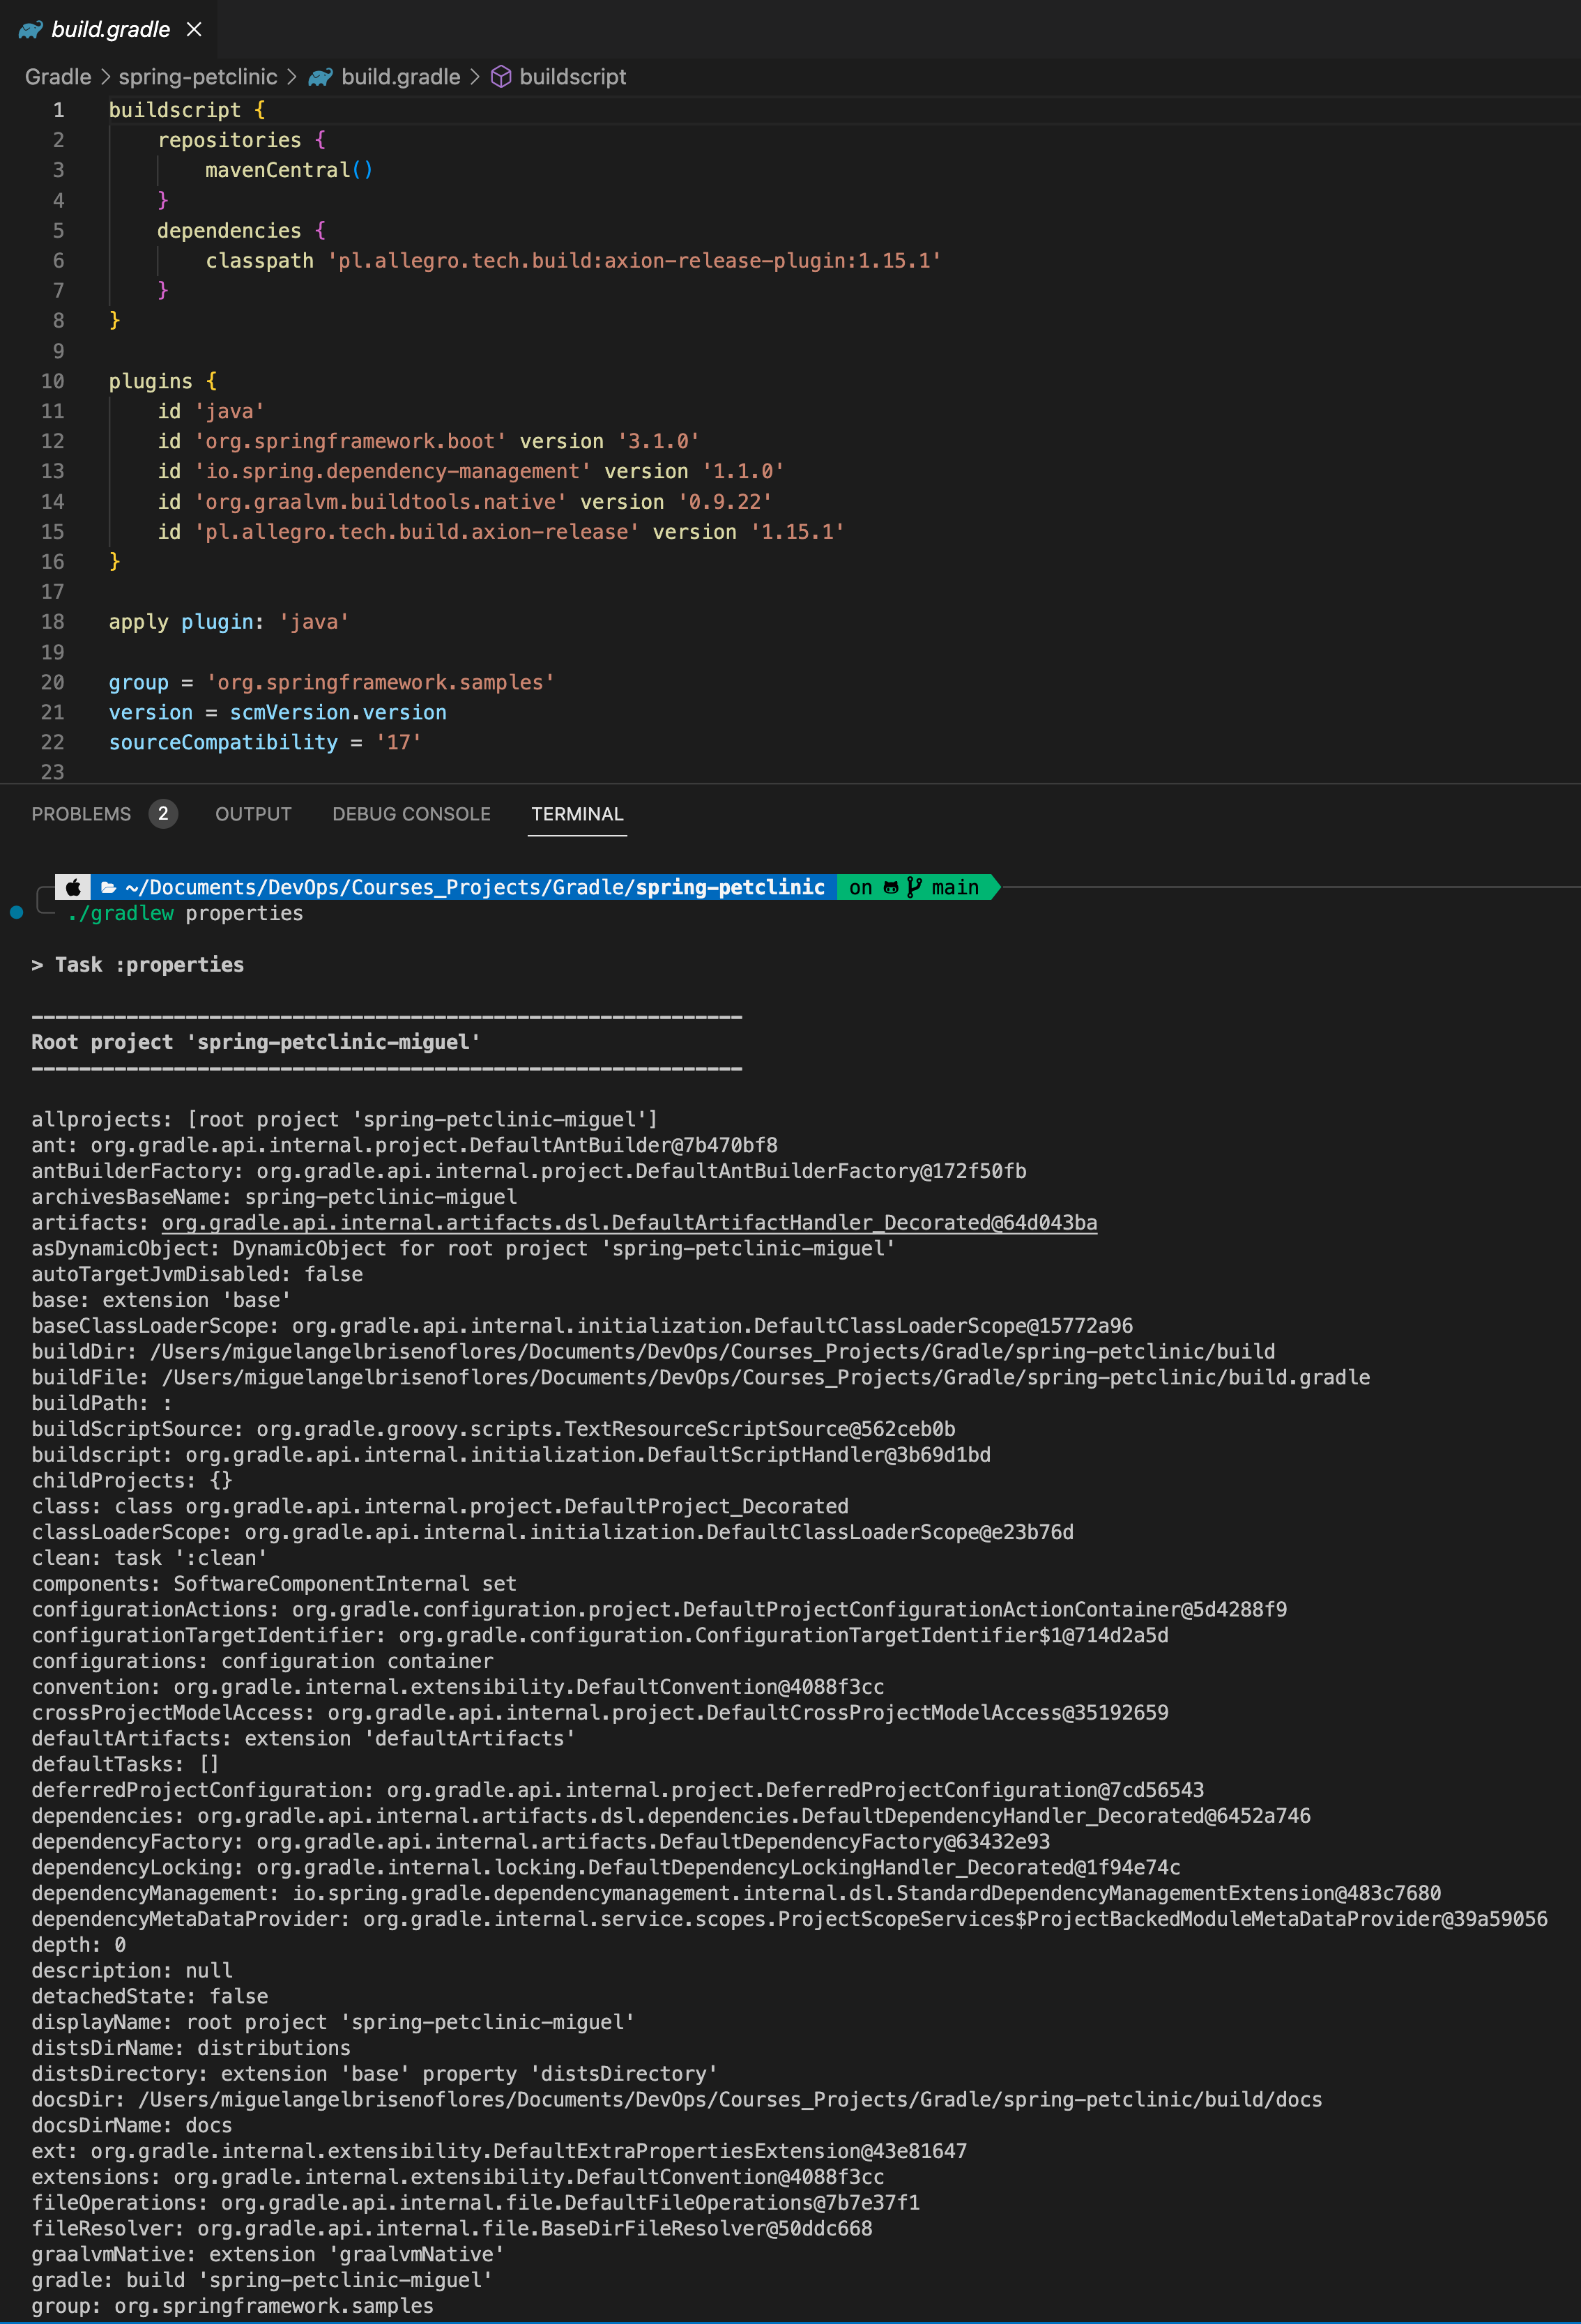 build.gradle
Gradle > spring-petclinic > build.gradle > buildscript
1 buildscript {
2     repositories {
3         mavenCentral()
4     }
5     dependencies {
6         classpath 'pl.allegro.tech.build:axion-release-plugin:1.15.1'
7     }
8 }
9
10 plugins {
11     id 'java'
12     id 'org.springframework.boot' version '3.1.0'
13     id 'io.spring.dependency-management' version '1.1.0'
14     id 'org.graalvm.buildtools.native' version '0.9.22'
15     id 'pl.allegro.tech.build.axion-release' version '1.15.1'
16 }
17
18 apply plugin: 'java'
19
20 group = 'org.springframework.samples'
21 version = scmVersion.version
22 sourceCompatibility = '17'
23
PROBLEMS 2 OUTPUT DEBUG CONSOLE TERMINAL
~/Documents/DevOps/Courses_Projects/Gradle/spring-petclinic on main
./gradlew properties
> Task :properties
------------------------------------------------------------
Root project 'spring-petclinic-miguel'
------------------------------------------------------------
allprojects: [root project 'spring-petclinic-miguel']
ant: org.gradle.api.internal.project.DefaultAntBuilder@7b470bf8
antBuilderFactory: org.gradle.api.internal.project.DefaultAntBuilderFactory@172f50fb
archivesBaseName: spring-petclinic-miguel
artifacts: org.gradle.api.internal.artifacts.dsl.DefaultArtifactHandler_Decorated@64d043ba
asDynamicObject: DynamicObject for root project 'spring-petclinic-miguel'
autoTargetJvmDisabled: false
base: extension 'base'
baseClassLoaderScope: org.gradle.api.internal.initialization.DefaultClassLoaderScope@15772a96
buildDir: /Users/miguelangelbrisenoflores/Documents/DevOps/Courses_Projects/Gradle/spring-petclinic/build
buildFile: /Users/miguelangelbrisenoflores/Documents/DevOps/Courses_Projects/Gradle/spring-petclinic/build.gradle
buildPath: :
buildScriptSource: org.gradle.groovy.scripts.TextResourceScriptSource@562ceb0b
buildscript: org.gradle.api.internal.initialization.DefaultScriptHandler@3b69d1bd
childProjects: {}
class: class org.gradle.api.internal.project.DefaultProject_Decorated
classLoaderScope: org.gradle.api.internal.initialization.DefaultClassLoaderScope@e23b76d
clean: task ':clean'
components: SoftwareComponentInternal set
configurationActions: org.gradle.configuration.project.DefaultProjectConfigurationActionContainer@5d4288f9
configurationTargetIdentifier: org.gradle.configuration.ConfigurationTargetIdentifier$1@714d2a5d
configurations: configuration container
convention: org.gradle.internal.extensibility.DefaultConvention@4088f3cc
crossProjectModelAccess: org.gradle.api.internal.project.DefaultCrossProjectModelAccess@35192659
defaultArtifacts: extension 'defaultArtifacts'
defaultTasks: []
deferredProjectConfiguration: org.gradle.api.internal.project.DeferredProjectConfiguration@7cd56543
dependencies: org.gradle.api.internal.artifacts.dsl.dependencies.DefaultDependencyHandler_Decorated@6452a746
dependencyFactory: org.gradle.api.internal.artifacts.DefaultDependencyFactory@63432e93
dependencyLocking: org.gradle.internal.locking.DefaultDependencyLockingHandler_Decorated@1f94e74c
dependencyManagement: io.spring.gradle.dependencymanagement.internal.dsl.StandardDependencyManagementExtension@483c7680
dependencyMetaDataProvider: org.gradle.internal.service.scopes.ProjectScopeServices$ProjectBackedModuleMetaDataProvider@39a59056
depth: 0
description: null
detachedState: false
displayName: root project 'spring-petclinic-miguel'
distsDirName: distributions
distsDirectory: extension 'base' property 'distsDirectory'
docsDir: /Users/miguelangelbrisenoflores/Documents/DevOps/Courses_Projects/Gradle/spring-petclinic/build/docs
docsDirName: docs
ext: org.gradle.internal.extensibility.DefaultExtraPropertiesExtension@43e81647
extensions: org.gradle.internal.extensibility.DefaultConvention@4088f3cc
fileOperations: org.gradle.api.internal.file.DefaultFileOperations@7b7e37f1
fileResolver: org.gradle.api.internal.file.BaseDirFileResolver@50ddc668
graalvmNative: extension 'graalvmNative'
gradle: build 'spring-petclinic-miguel'
group: org.springframework.samples